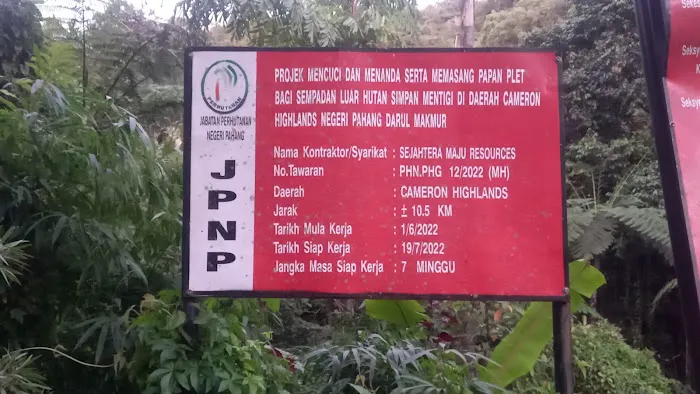 PERHUTANAN
JABATAN PERHUTANAN
NEGERI PAHANG
JPNP
PROJEK MENCUCI DAN MENANDA SERTA MEMASANG PAPAN PLET
BAGI SEMPADAN LUAR HUTAN SIMPAN MENTIGI DI DAERAH CAMERON
HIGHLANDS NEGERI PAHANG DARUL MAKMUR
Nama Kontraktor/Syarikat : SEJAHTERA MAJU RESOURCES
No.Tawaran : PHN.PHG 12/2022 (MH)
Daerah : CAMERON HIGHLANDS
Jarak : ± 10.5 KM
Tarikh Mula Kerja : 1/6/2022
Tarikh Siap Kerja : 19/7/2022
Jangka Masa Siap Kerja : 7 MINGGU